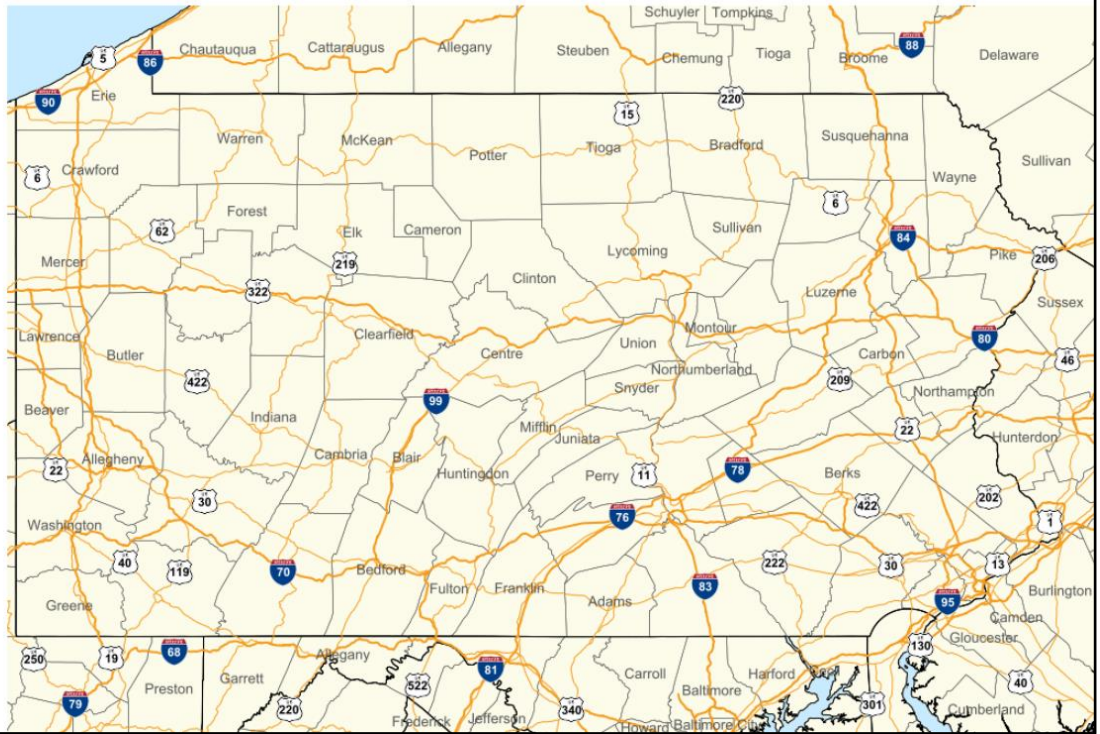 Schuyler Tompkins
5
86
Chautauqua
Cattaraugus
Allegany
Steuben
Chemung
Tioga
Broome
88
Delaware
90
Erie
15
220
Warren
McKean
Potter
Tioga
Bradford
Susquehanna
Sullivan
6
Crawford
Wayne
6
62
Forest
Elk
Cameron
Sullivan
84
Mercer
219
Lycoming
Pike
206
322
Clinton
Luzerne
Sussex
Lawrence
Clearfield
Montour
80
Butler
Centre
Union
Carbon
46
422
Northumberland
209
Snyder
Northampton
99
Beaver
Indiana
Mifflin
22
Juniata
Hunterdon
22
Allegheny
Cambria
Blair
Huntingdon
Perry
11
78
Berks
30
202
Washington
76
422
1
40
119
70
Bedford
Fulton
Franklin
222
30
13
Greene
Adams
83
95
Burlington
Camden
Gloucester
250
19
68
Allegany
130
Preston
Garrett
81
Carroll
Harford
79
220
522
340
Baltimore
301
40
Frederick
Jefferson
Howard
Baltimore City
Cumberland